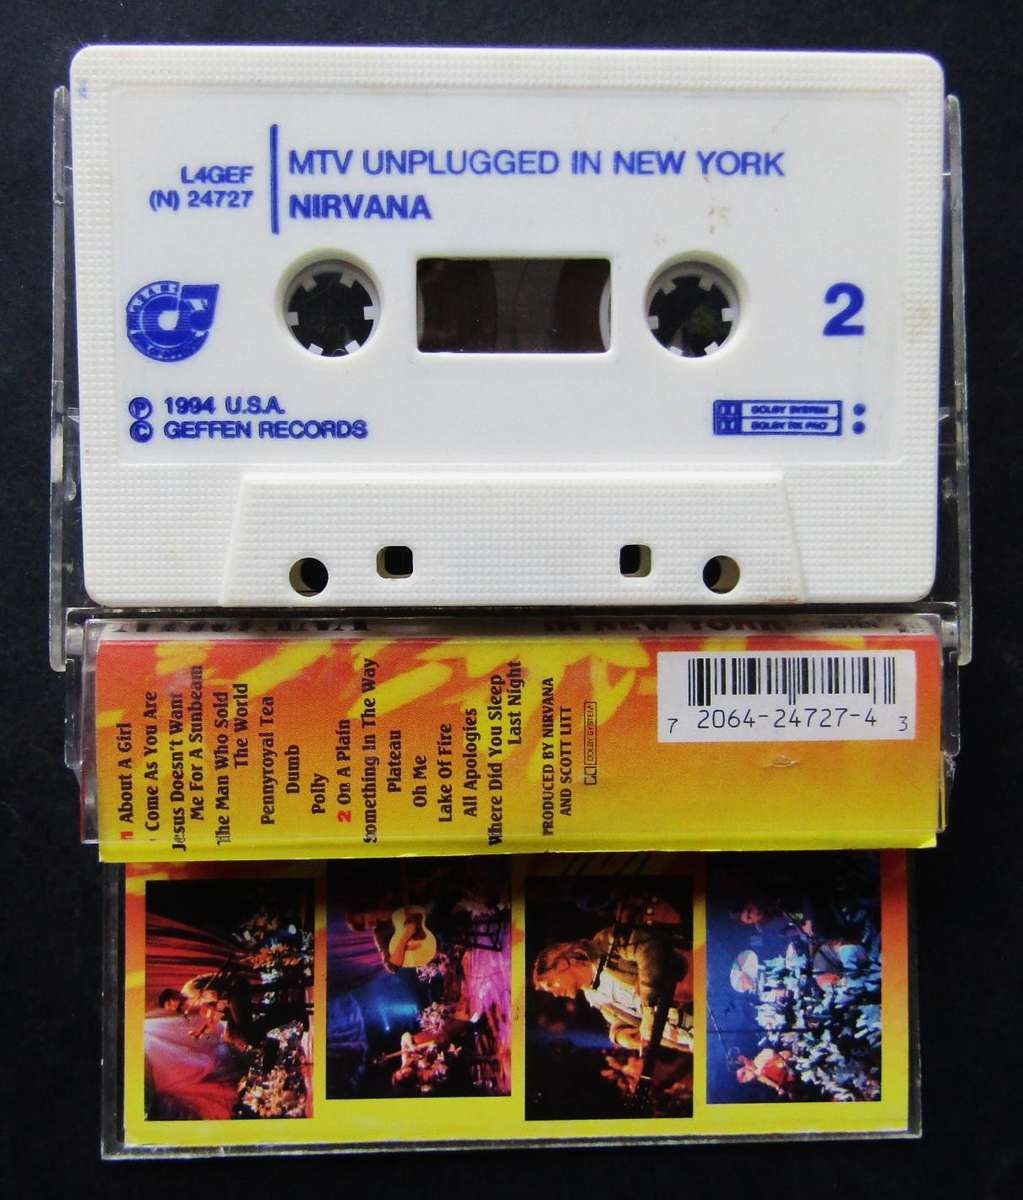 L4GEF
(N) 24727
MTV UNPLUGGED IN NEW YORK
NIRVANA
2
℗ 1994 U.S.A.
© GEFFEN RECORDS
DOLBY SYSTEM
DOLBY HX PRO
IN NEW YORK
1 About A Girl
Come As You Are
Jesus Doesn't Want
Me For A Sunbeam
The Man Who Sold
The World
Pennyroyal Tea
Dumb
Polly
2 On A Plain
Something In The Way
Plateau
Oh Me
Lake Of Fire
All Apologies
Where Did You Sleep
Last Night
PRODUCED BY NIRVANA
AND SCOTT LITT
DOLBY SYSTEM
7 2064-24727-4 3